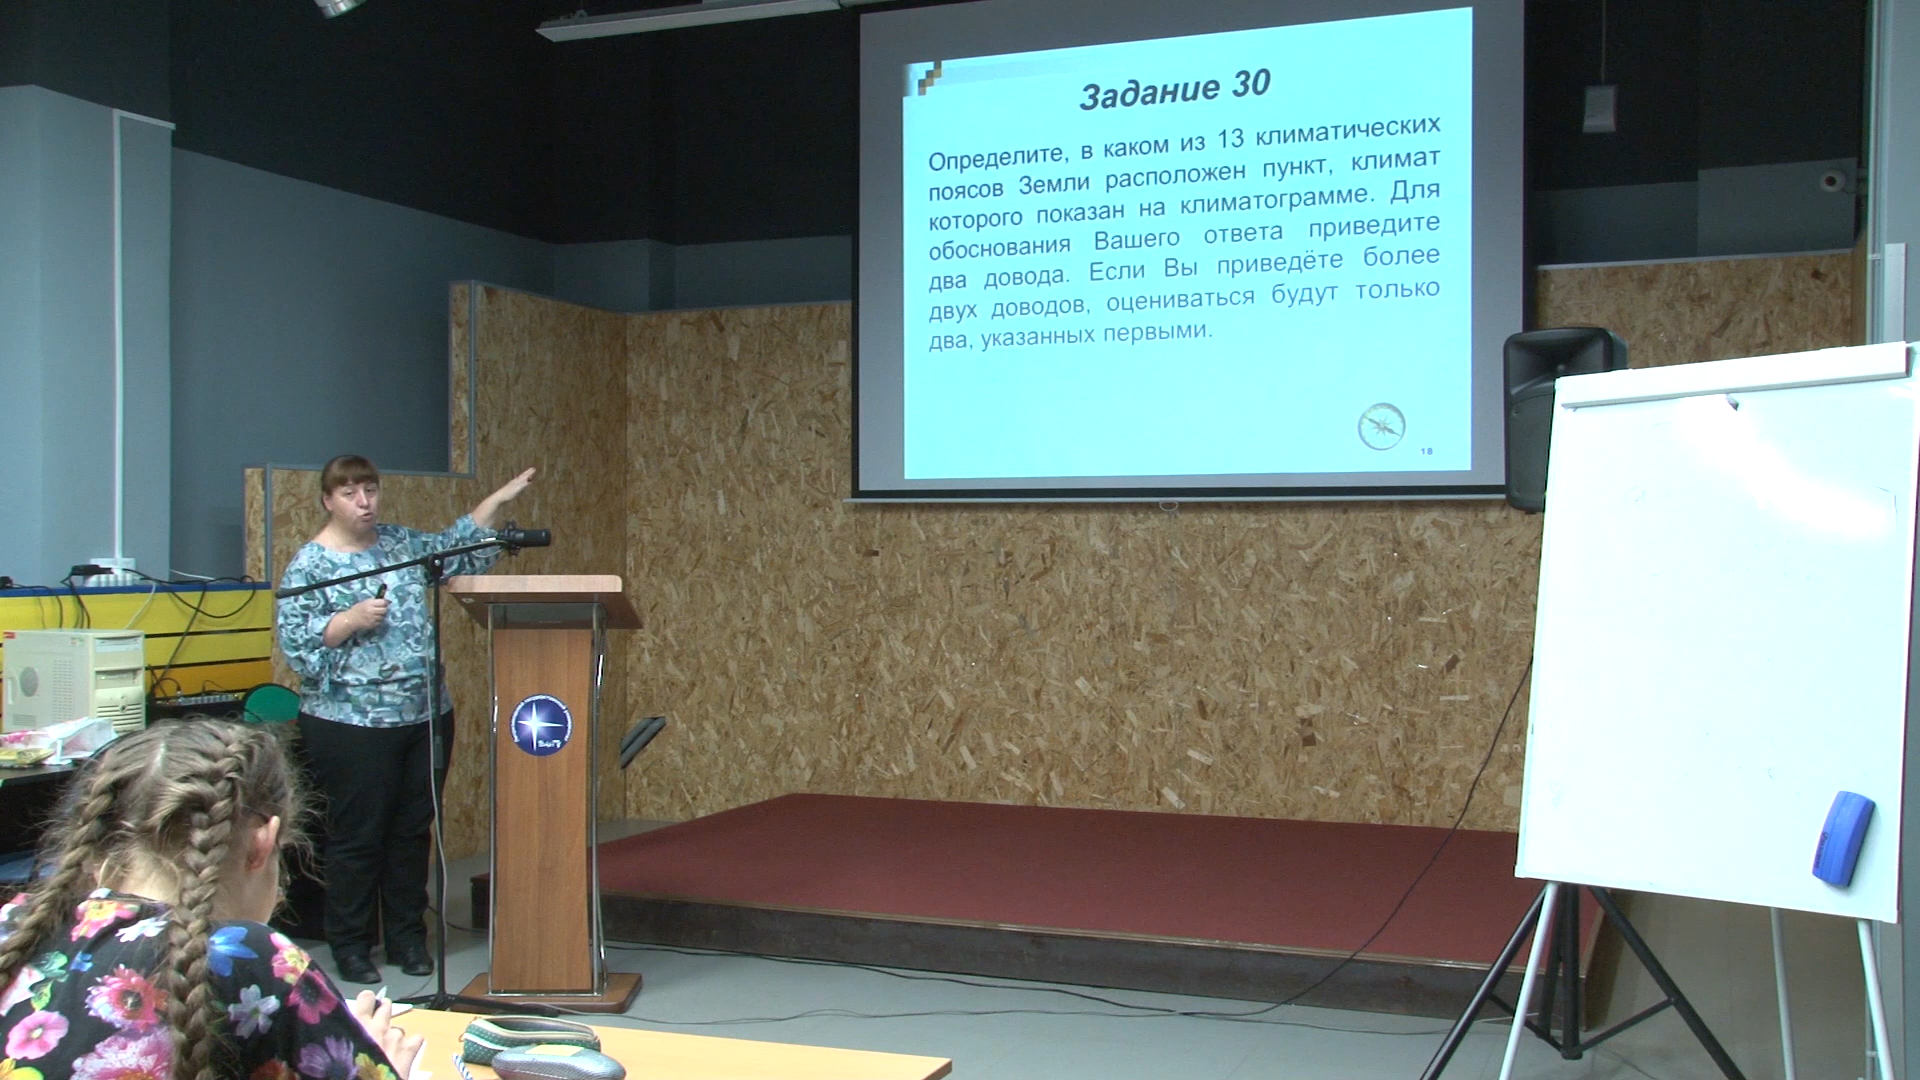 Задание 30
Определите, в каком из 13 климатических
поясов Земли расположен пункт, климат
которого показан на климатограмме. Для
обоснования Вашего ответа приведите
два довода. Если Вы приведёте более
двух доводов, оцениваться будут только
два, указанных первыми.
18